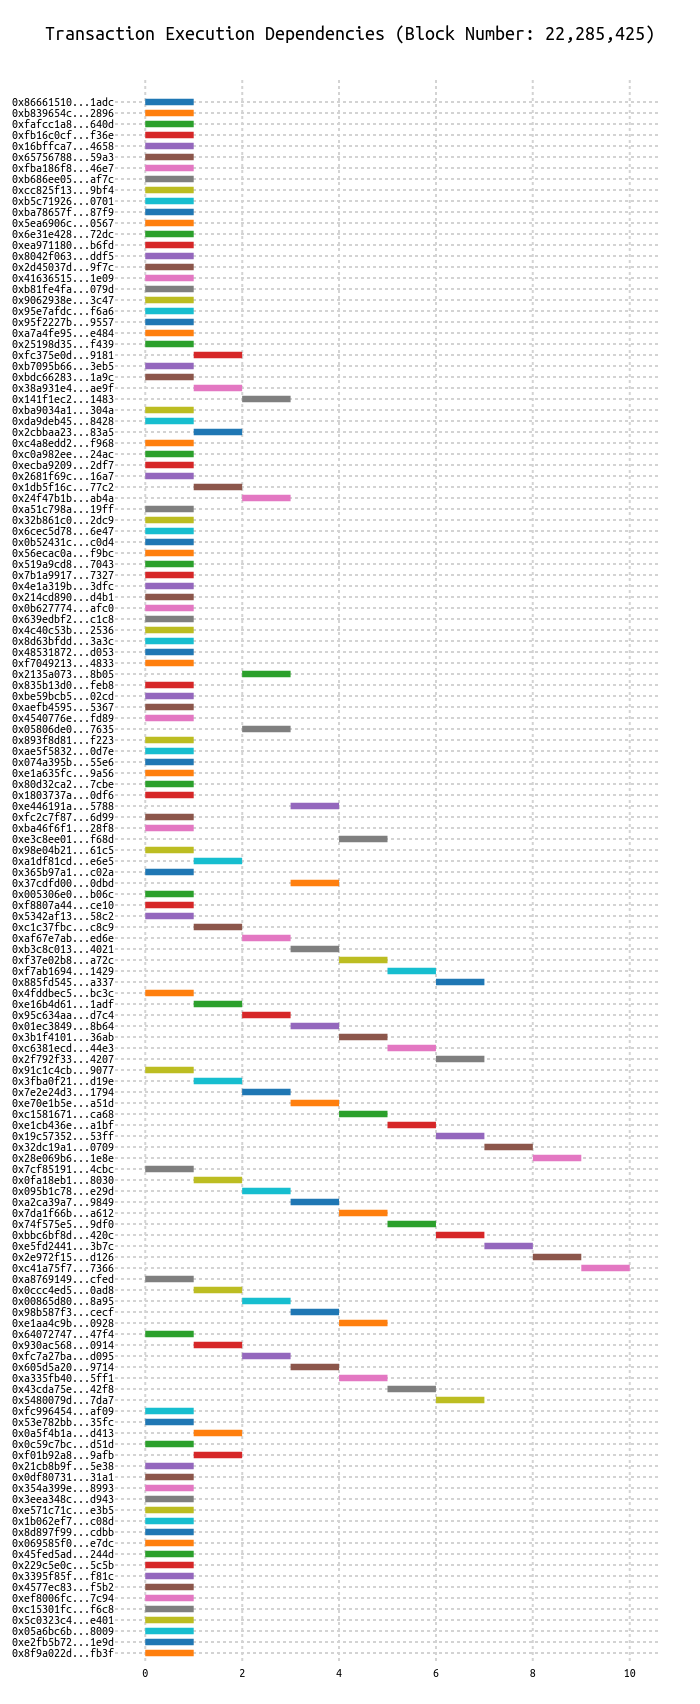 Transaction Execution Dependencies (Block Number: 22,285,425)
0x86661510...1adc
0xb839654c...2896
0xfafcc1a8...640d
0xfb16c0cf...f36e
0x16bffca7...4658
0x65756788...59a3
0xfba186f8...46e7
0xb686ee05...af7c
0xcc825f13...9bf4
0xb5c71926...0701
0xba78657f...87f9
0x5ea6906c...0567
0x6e31e428...72dc
0xea971180...b6fd
0x8042f063...ddf5
0x2d45037d...9f7c
0x41636515...1e09
0xb81fe4fa...079d
0x9062938e...3c47
0x95e7afdc...f6a6
0x95f2227b...9557
0xa7a4fe95...e484
0x25198d35...f439
0xfc375e0d...9181
0xb7095b66...3eb5
0xbdc66283...1a9c
0x38a931e4...ae9f
0x141f1ec2...1483
0xba9034a1...304a
0xda9deb45...8428
0x2cbbaa23...83a5
0xc4a8edd2...f968
0xc0a982ee...24ac
0xecba9209...2df7
0x2681f69c...16a7
0x1db5f16c...77c2
0x24f47b1b...ab4a
0xa51c798a...19ff
0x32b861c0...2dc9
0x6cec5d78...6e47
0x0b52431c...c0d4
0x56ecac0a...f9bc
0x519a9cd8...7043
0x7b1a9917...7327
0x4e1a319b...3dfc
0x214cd890...d4b1
0x0b627774...afc0
0x639edbf2...c1c8
0x4c40c53b...2536
0x8d63bfdd...3a3c
0x48531872...d053
0xf7049213...4833
0x2135a073...8b05
0x835b13d0...feb8
0xbe59bcb5...02cd
0xaefb4595...5367
0x4540776e...fd89
0x05806de0...7635
0x893f8d81...f223
0xae5f5832...0d7e
0x074a395b...55e6
0xe1a635fc...9a56
0x80d32ca2...7cbe
0x1803737a...0df6
0xe446191a...5788
0xfc2c7f87...6d99
0xba46f6f1...28f8
0xe3c8ee01...f68d
0x98e04b21...61c5
0xa1df81cd...e6e5
0x365b97a1...c02a
0x37cdfd00...0dbd
0x005306e0...b06c
0xf8807a44...ce10
0x5342af13...58c2
0xc1c37fbc...c8c9
0xaf67e7ab...ed6e
0xb3c8c013...4021
0xf37e02b8...a72c
0xf7ab1694...1429
0x885fd545...a337
0x4fddbec5...bc3c
0xe16b4d61...1adf
0x95c634aa...d7c4
0x01ec3849...8b64
0x3b1f4101...36ab
0xc6381ecd...44e3
0x2f792f33...4207
0x91c1c4cb...9077
0x3fba0f21...d19e
0x7e2e24d3...1794
0xe70e1b5e...a51d
0xc1581671...ca68
0xe1cb436e...a1bf
0x19c57352...53ff
0x32dc19a1...0709
0x28e069b6...1e8e
0x7cf85191...4cbc
0x0fa18eb1...8030
0x095b1c78...e29d
0xa2ca39a7...9849
0x7da1f66b...a612
0x74f575e5...9df0
0xbbc6bf8d...420c
0xe5fd2441...3b7c
0x2e972f15...d126
0xc41a75f7...7366
0xa8769149...cfed
0x0ccc4ed5...0ad8
0x00865d80...8a95
0x98b587f3...cecf
0xe1aa4c9b...0928
0x64072747...47f4
0x930ac568...0914
0xfc7a27ba...d095
0x605d5a20...9714
0xa335fb40...5ff1
0x43cda75e...42f8
0x5480079d...7da7
0xfc996454...af09
0x53e782bb...35fc
0x0a5f4b1a...d413
0x0c59c7bc...d51d
0xf01b92a8...9afb
0x21cb8b9f...5e38
0x0df80731...31a1
0x354a399e...8993
0x3eea348c...d943
0xe571c71c...e3b5
0x1b062ef7...c08d
0x8d897f99...cdbb
0x069585f0...e7dc
0x45fed5ad...244d
0x229c5e0c...5c5b
0x3395f85f...f81c
0x4577ec83...f5b2
0xef8006fc...7c94
0xc15301fc...f6c8
0x5c0323c4...e401
0x05a6bc6b...8009
0xe2fb5b72...1e9d
0x8f9a022d...fb3f
0 2 4 6 8 10